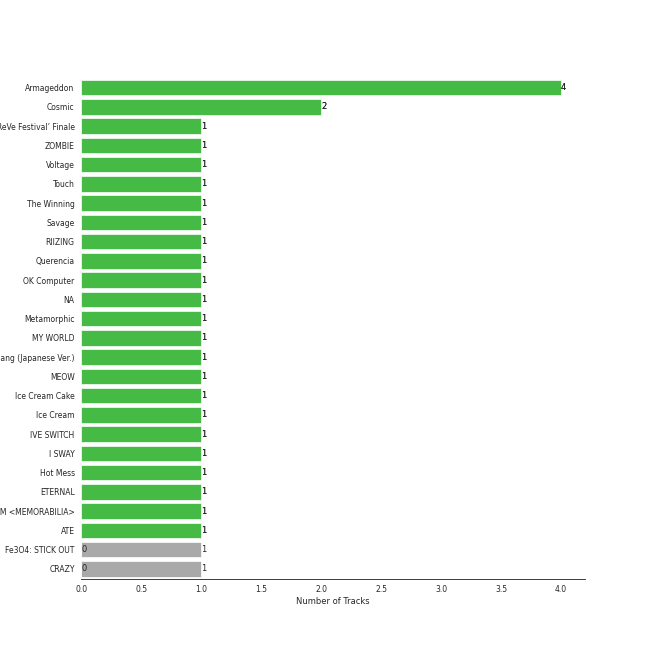 Armageddon 4
Cosmic 2
ReVe Festival' Finale 1
ZOMBIE 1
Voltage 1
Touch 1
The Winning 1
Savage 1
RIIZING 1
Querencia 1
OK Computer 1
NA 1
Metamorphic 1
MY WORLD 1
ang (Japanese Ver.) 1
MEOW 1
Ice Cream Cake 1
Ice Cream 1
IVE SWITCH 1
I SWAY 1
Hot Mess 1
ETERNAL 1
M <MEMORABILIA> 1
ATE 1
Fe3O4: STICK OUT 0 1
CRAZY 0 1
0.0 0.5 1.0 1.5 2.0 2.5 3.0 3.5 4.0
Number of Tracks